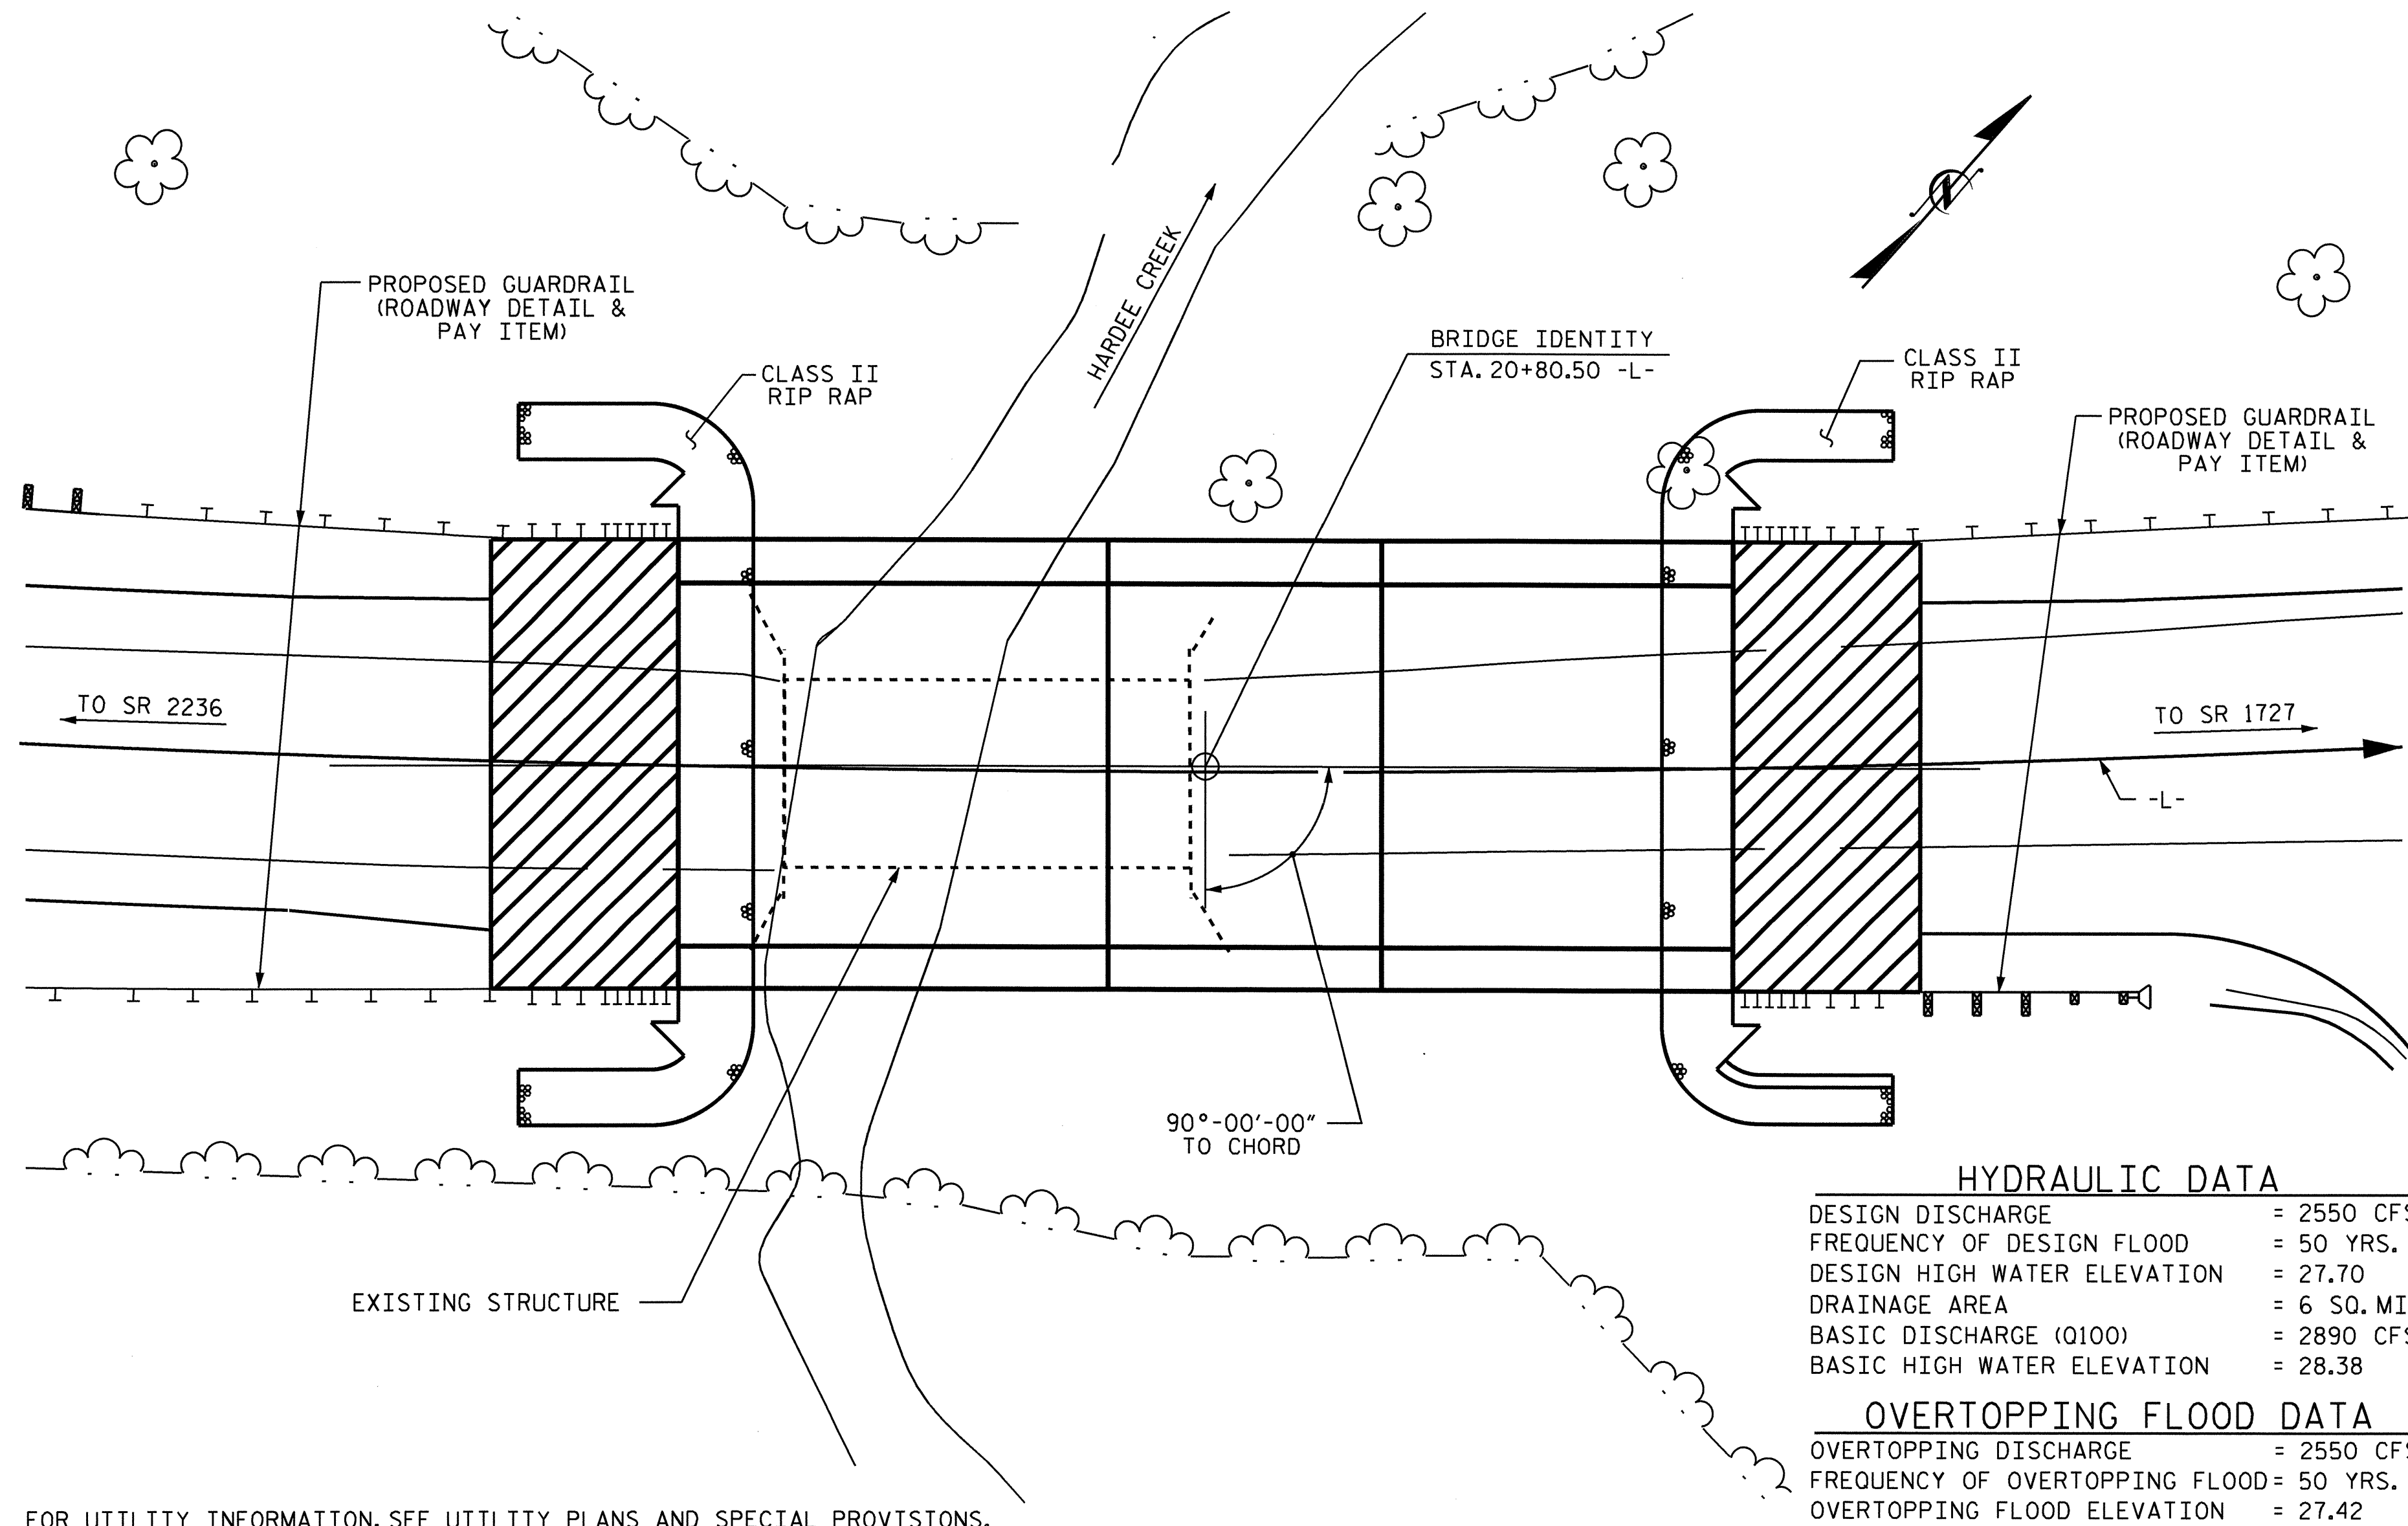 PROPOSED GUARDRAIL
(ROADWAY DETAIL &
PAY ITEM)
CLASS II
RIP RAP
HARDEE CREEK
BRIDGE IDENTITY
STA. 20+80.50 -L-
CLASS II
RIP RAP
PROPOSED GUARDRAIL
(ROADWAY DETAIL &
PAY ITEM)
N
TO SR 2236
TO SR 1727
-L-
90°-00'-00"
TO CHORD
EXISTING STRUCTURE
HYDRAULIC DATA
DESIGN DISCHARGE = 2550 CFS
FREQUENCY OF DESIGN FLOOD = 50 YRS.
DESIGN HIGH WATER ELEVATION = 27.70
DRAINAGE AREA = 6 SQ. MI
BASIC DISCHARGE (Q100) = 2890 CFS
BASIC HIGH WATER ELEVATION = 28.38
OVERTOPPING FLOOD DATA
OVERTOPPING DISCHARGE = 2550 CFS
FREQUENCY OF OVERTOPPING FLOOD = 50 YRS.
OVERTOPPING FLOOD ELEVATION = 27.42
FOR UTILITY INFORMATION, SEE UTILITY PLANS AND SPECIAL PROVISIONS.